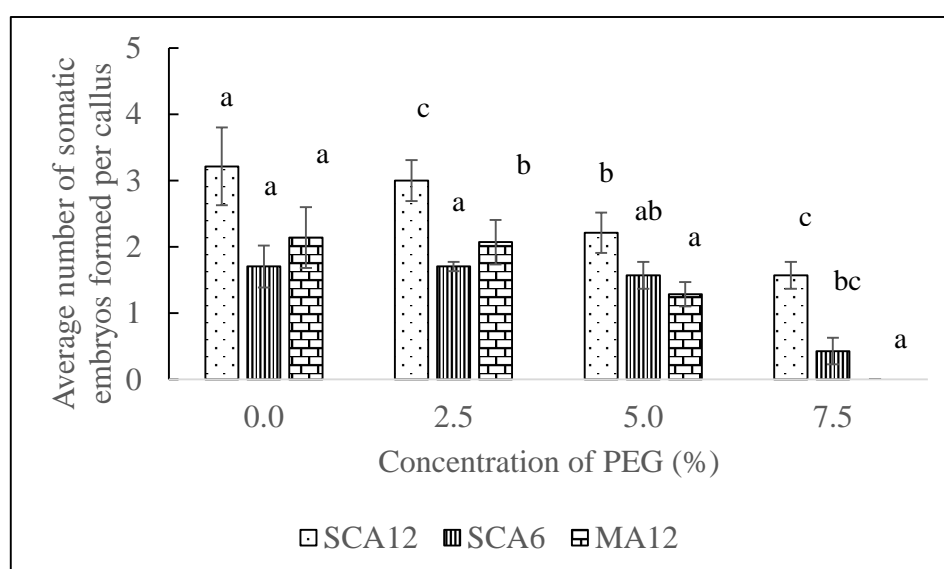 Average number of somatic
embryos formed per callus
5
4
3
2
1
0
a a a
c a b
b ab a
c bc a
0.0 2.5 5.0 7.5
Concentration of PEG (%)
SCA12 SCA6 MA12